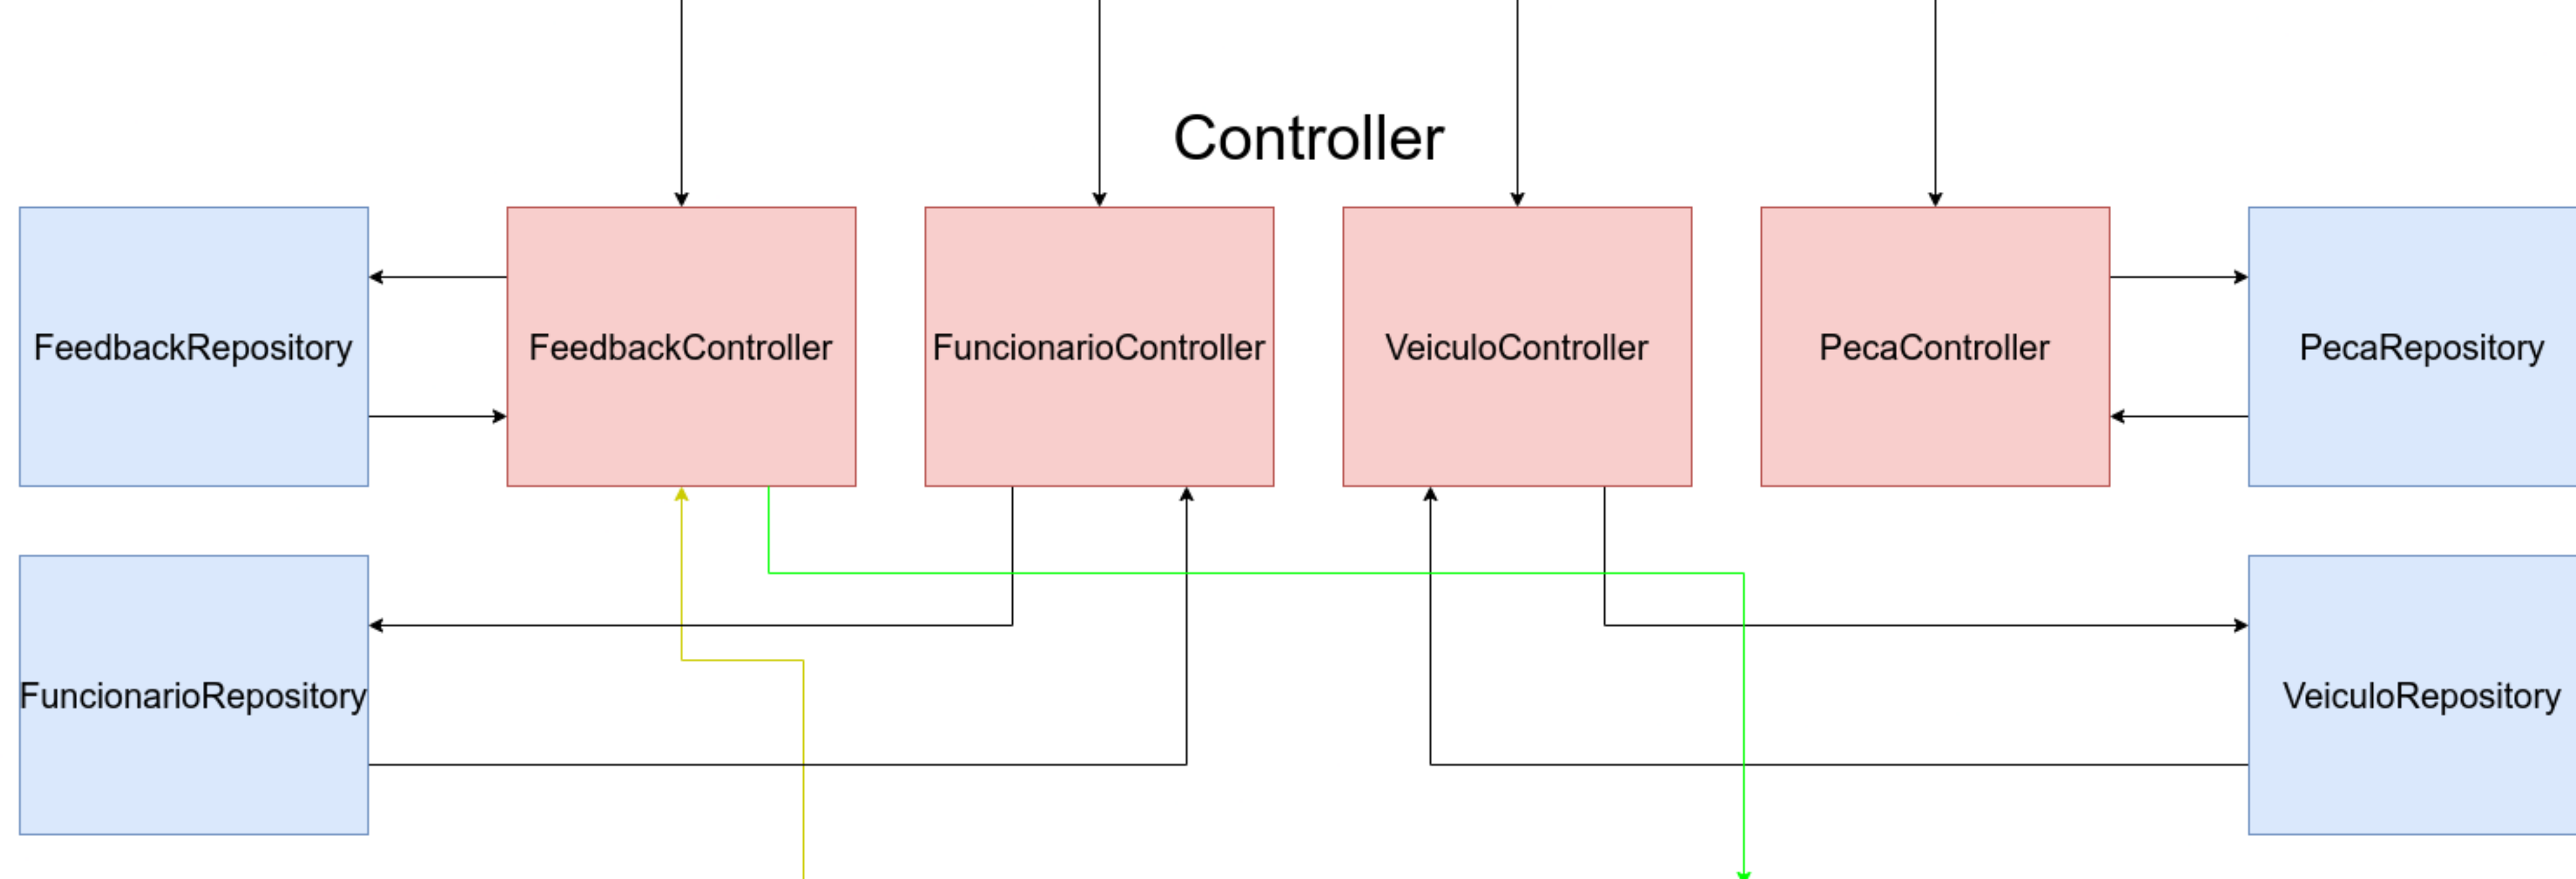 Controller
FeedbackRepository
FeedbackController
FuncionarioController
VeiculoController
PecaController
PecaRepository
FuncionarioRepository
VeiculoRepository